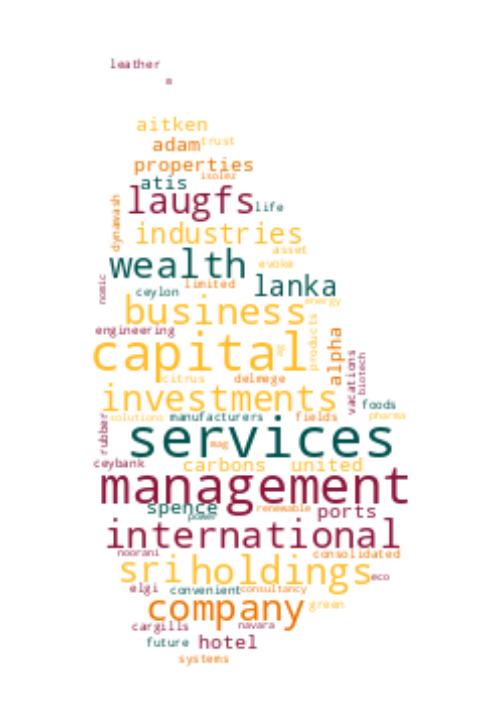 leather
m
aitken
adam trust
properties
isolez
atis
laugfs life
dynawash
industries
asset
wealth evoke
nomic
ceylon limited lanka
business energy
engineering
products
capital ag alpha
citrus delmege
vacations
biotech
investments foods
solutions manufacturers fields pharma
rubber
services
mag
ceybank carbons united
management
spence renewable ports
power
international
noorani consolidated
sri holdings eco
elgi convenient consultancy
company green
cargills navara
future hotel
systems